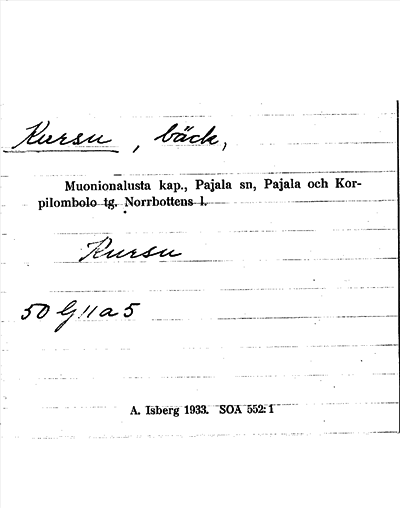 Kursu, bäck,
Muonionalusta kap., Pajala sn, Pajala och Kor-
pilombolo tg. Norrbottens l.
Kursu
50 G 11 a 5
A. Isberg 1933. SOA 552: 1